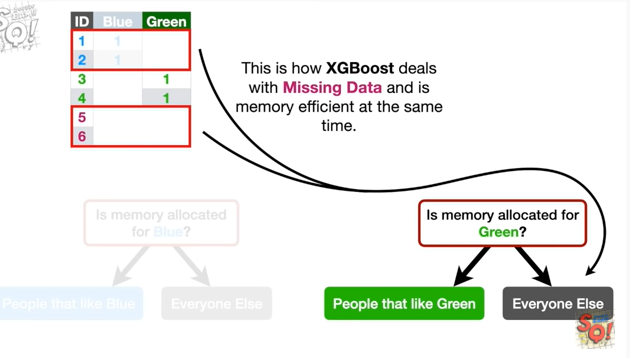 SQ!
ID Blue Green
1 1
2 1
3 1
4 1
5
6
This is how XGBoost deals
with Missing Data and is
memory efficient at the same
time.
Is memory allocated
for Blue?
People that like Blue
Everyone Else
Is memory allocated for
Green?
People that like Green
Everyone Else
SQ!